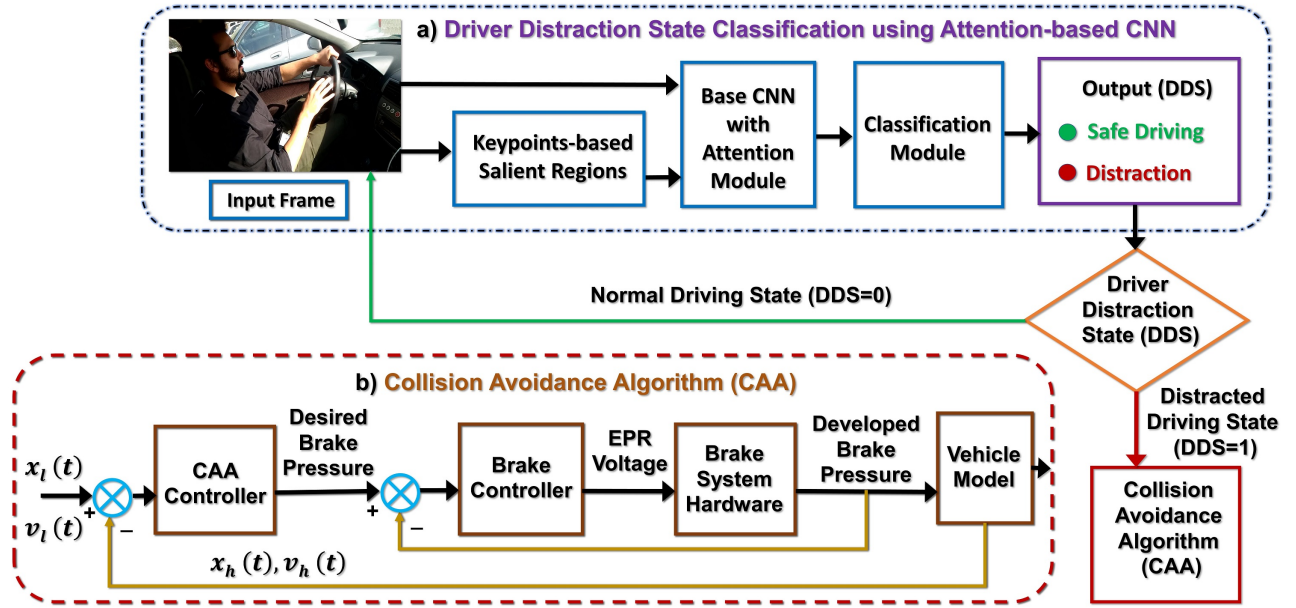 a) Driver Distraction State Classification using Attention-based CNN
Input Frame
Keypoints-based
Salient Regions
Base CNN
with
Attention
Module
Classification
Module
Output (DDS)
Safe Driving
Distraction
Normal Driving State (DDS=0)
Driver
Distraction
State (DDS)
Distracted
Driving State
(DDS=1)
Collision
Avoidance
Algorithm
(CAA)
b) Collision Avoidance Algorithm (CAA)
x_l(t)
v_l(t)
+
−
CAA
Controller
Desired
Brake
Pressure
+
−
Brake
Controller
EPR
Voltage
Brake
System
Hardware
Developed
Brake
Pressure
Vehicle
Model
x_h(t), v_h(t)